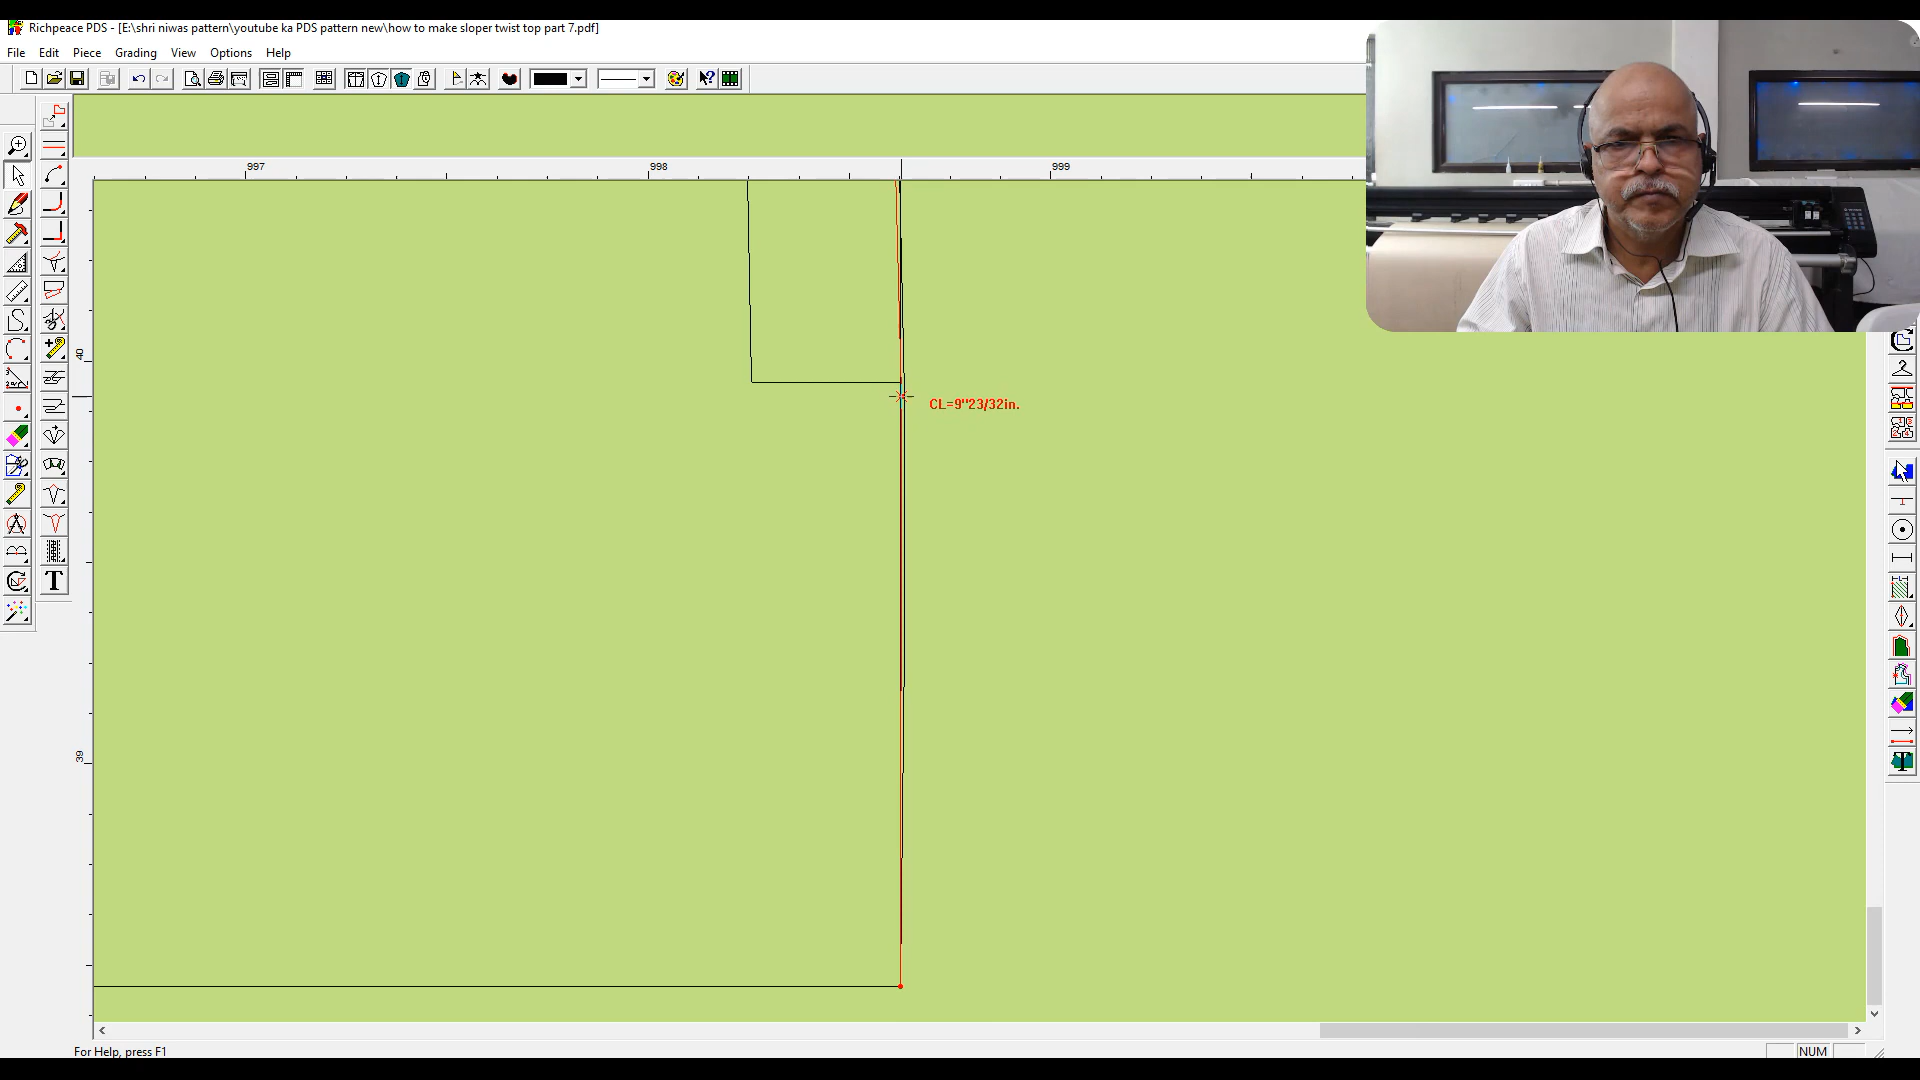 Richpeace PDS - [E:\shri niwas pattern\youtube ka PDS pattern new\how to make sloper twist top part 7.pdf]
File Edit Piece Grading View Options Help
997 998 999
40
CL=9"23/32in.
39
T
For Help, press F1
NUM